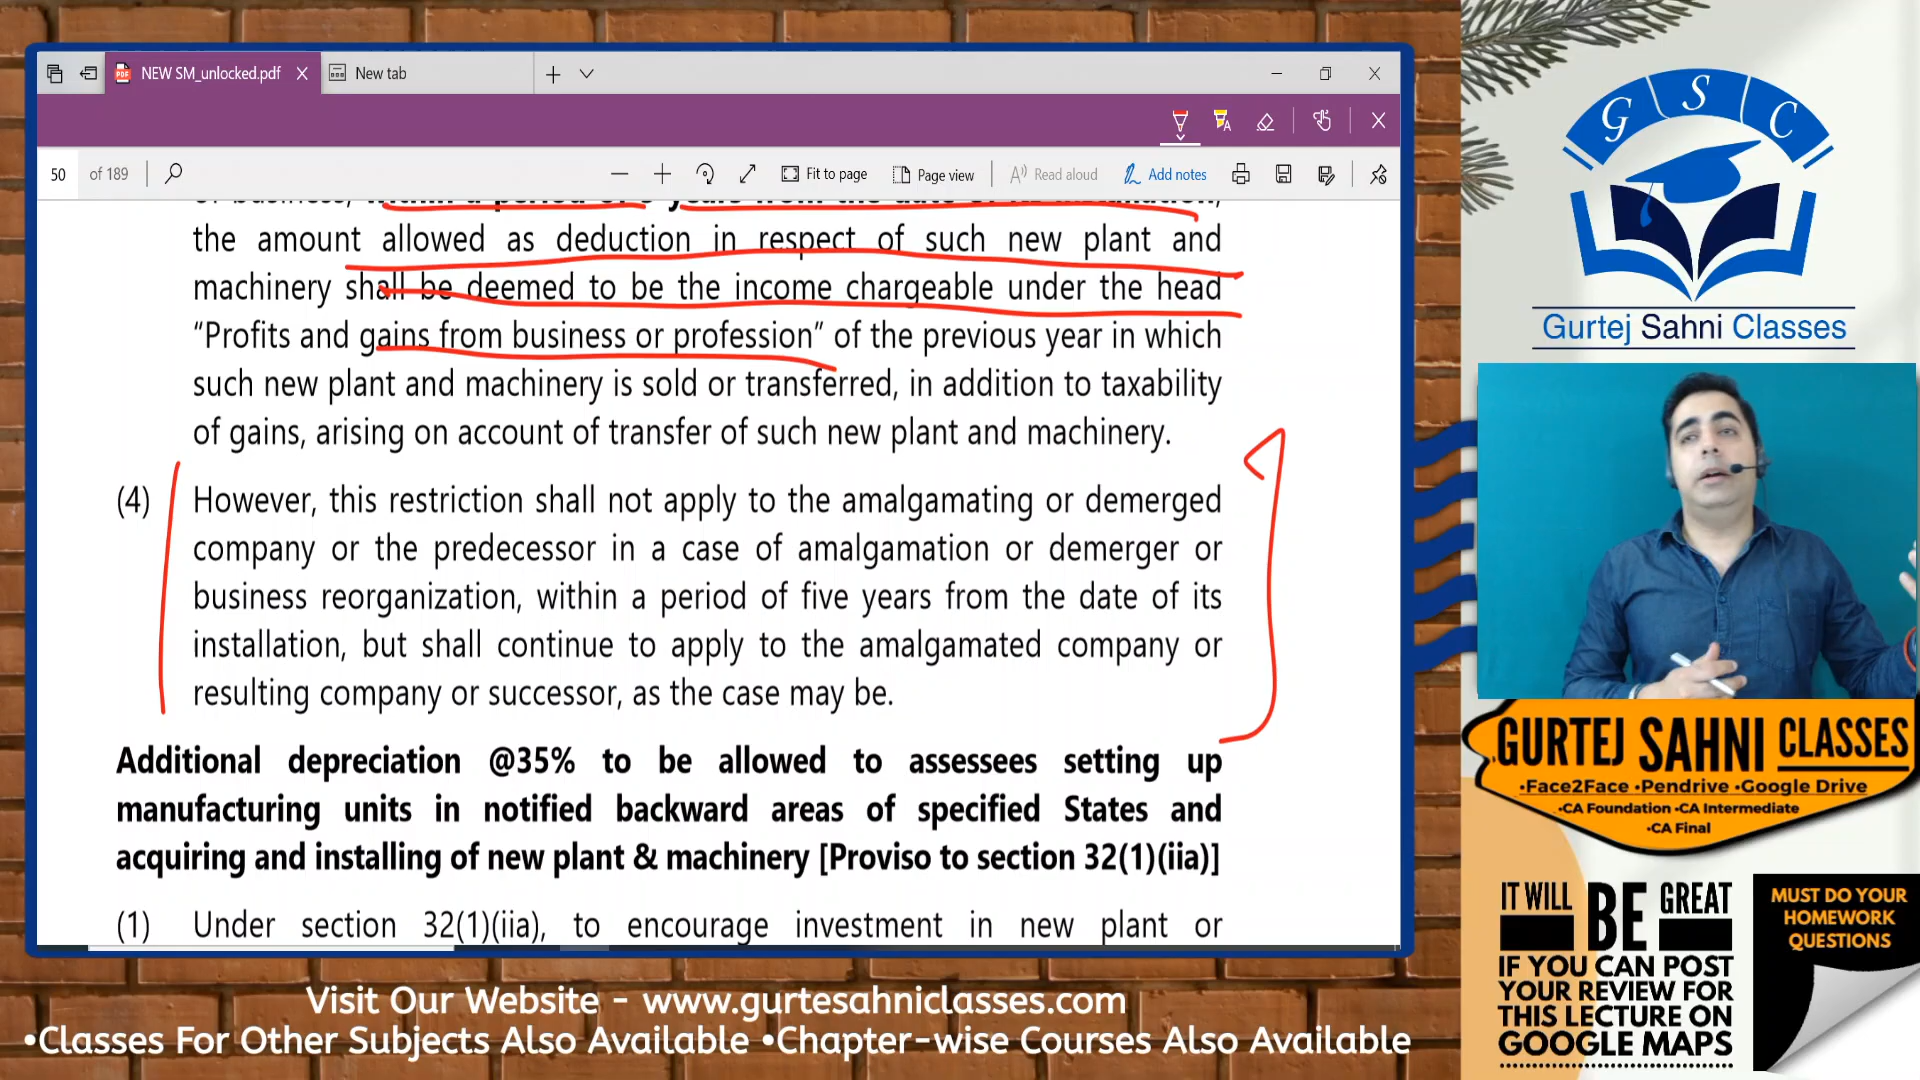 NEW SM_unlocked.pdf
New tab
50 of 189
Fit to page
Page view
Read aloud
Add notes
the amount allowed as deduction in respect of such new plant and
machinery shall be deemed to be the income chargeable under the head
“Profits and gains from business or profession” of the previous year in which
such new plant and machinery is sold or transferred, in addition to taxability
of gains, arising on account of transfer of such new plant and machinery.
(4) However, this restriction shall not apply to the amalgamating or demerged
company or the predecessor in a case of amalgamation or demerger or
business reorganization, within a period of five years from the date of its
installation, but shall continue to apply to the amalgamated company or
resulting company or successor, as the case may be.
Additional depreciation @35% to be allowed to assessees setting up
manufacturing units in notified backward areas of specified States and
acquiring and installing of new plant & machinery [Proviso to section 32(1)(iia)]
(1) Under section 32(1)(iia), to encourage investment in new plant or
G S C
Gurtej Sahni Classes
GURTEJ SAHNI CLASSES
•Face2Face •Pendrive •Google Drive
•CA Foundation •CA Intermediate
•CA Final
IT WILL BE GREAT
IF YOU CAN POST
YOUR REVIEW FOR
THIS LECTURE ON
GOOGLE MAPS
MUST DO YOUR
HOMEWORK
QUESTIONS
Visit Our Website - www.gurtesahniclasses.com
•Classes For Other Subjects Also Available •Chapter-wise Courses Also Available